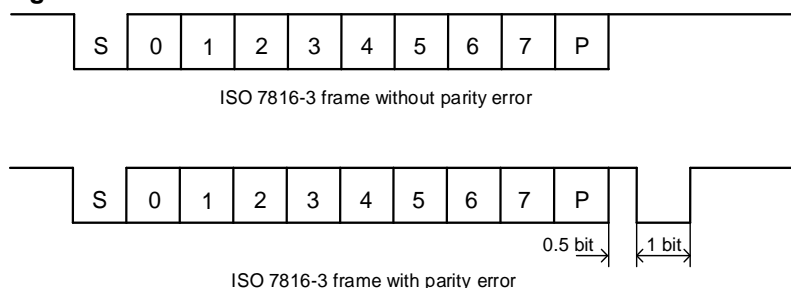 S 0 1 2 3 4 5 6 7 P
ISO 7816-3 frame without parity error
S 0 1 2 3 4 5 6 7 P
0.5 bit 1 bit
ISO 7816-3 frame with parity error